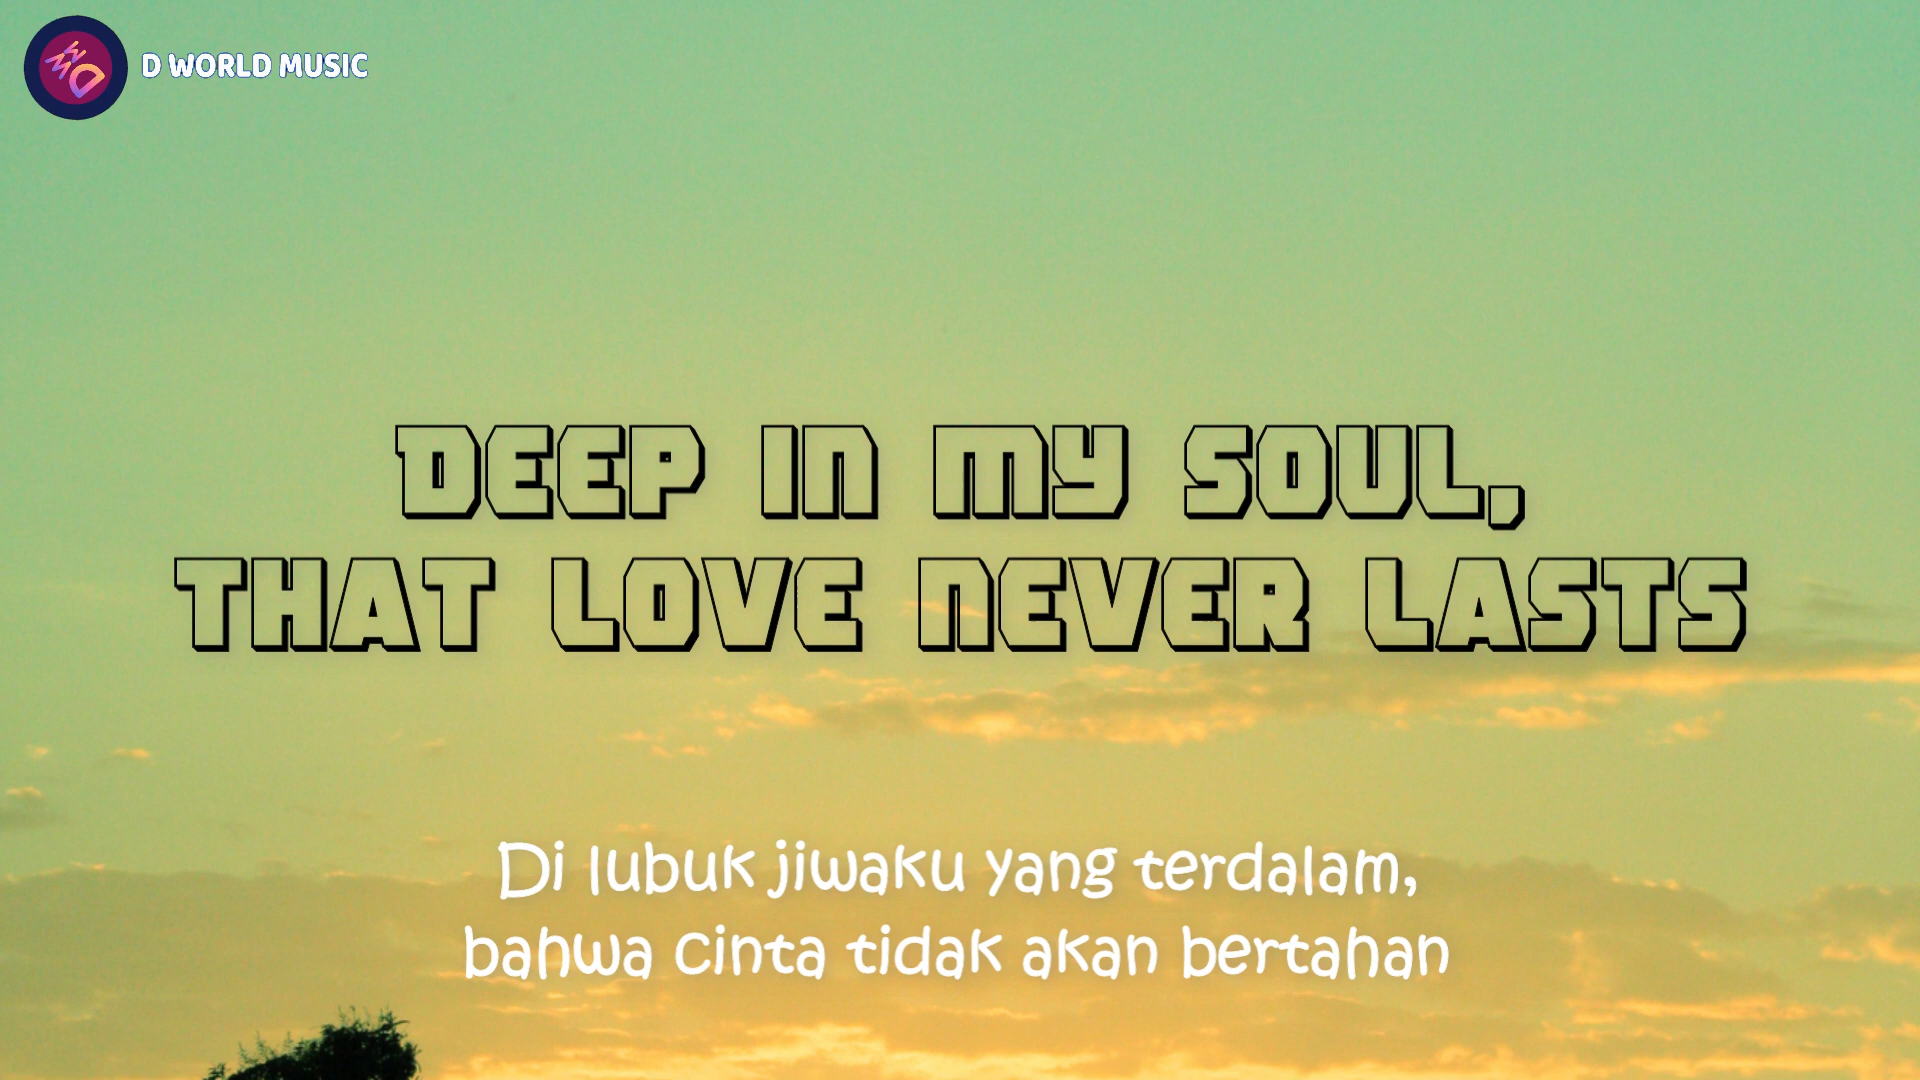 D WORLD MUSIC
DEEP IN MY SOUL,
THAT LOVE NEVER LASTS
Di lubuk jiwaku yang terdalam,
bahwa cinta tidak akan bertahan